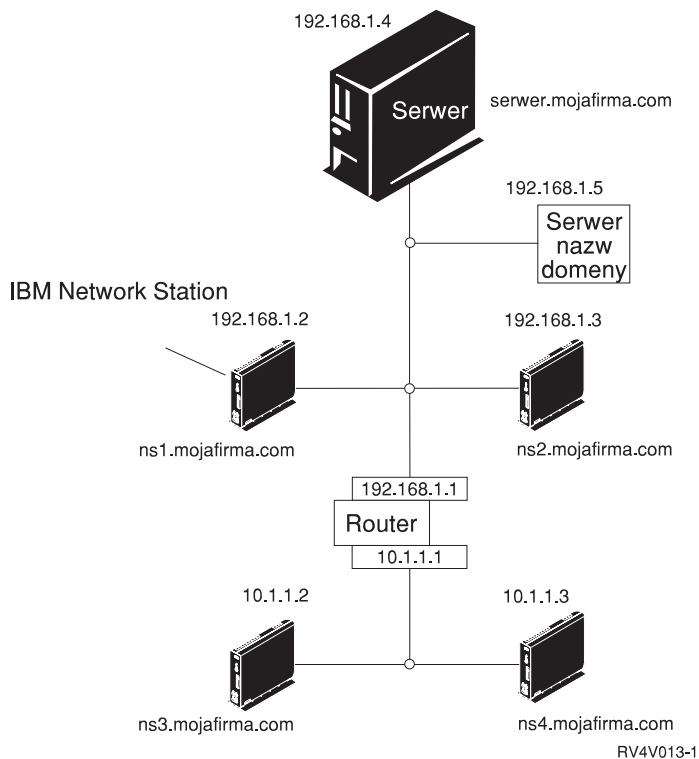 192.168.1.4
Serwer
serwer.mojafirma.com
192.168.1.5
Serwer
nazw
domeny
IBM Network Station
192.168.1.2
192.168.1.3
ns1.mojafirma.com
ns2.mojafirma.com
192.168.1.1
Router
10.1.1.1
10.1.1.2
10.1.1.3
ns3.mojafirma.com
ns4.mojafirma.com
RV4V013-1